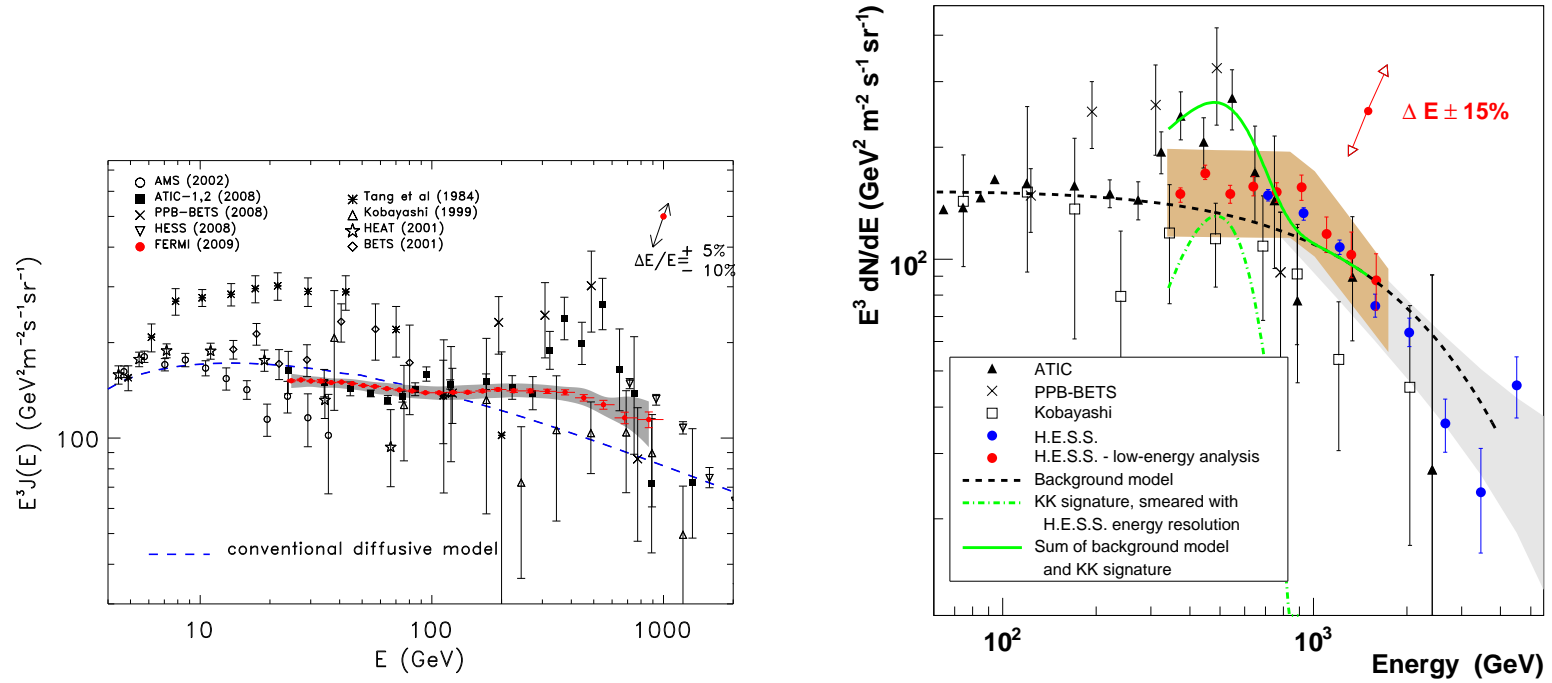 E³J(E) (GeV²m⁻²s⁻¹sr⁻¹)
100
AMS (2002)
ATIC-1,2 (2008)
PPB-BETS (2008)
HESS (2008)
FERMI (2009)
Tang et al (1984)
Kobayashi (1999)
HEAT (2001)
BETS (2001)
ΔE/E= + 5%
− 10%
conventional diffusive model
10
100
1000
E (GeV)
E³ dN/dE (GeV² m⁻² s⁻¹ sr⁻¹)
10²
Δ E ± 15%
ATIC
PPB-BETS
Kobayashi
H.E.S.S.
H.E.S.S. - low-energy analysis
Background model
KK signature, smeared with
H.E.S.S. energy resolution
Sum of background model
and KK signature
10²
10³
Energy (GeV)